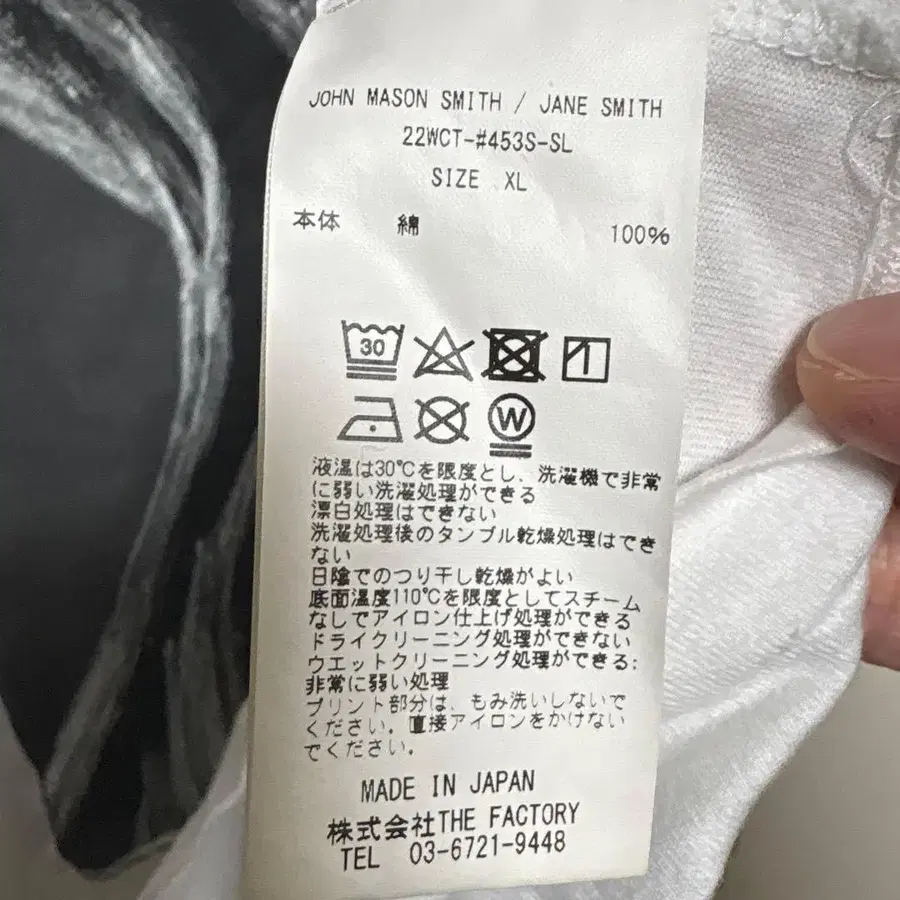 JOHN MASON SMITH / JANE SMITH
22WCT-#453S-SL
SIZE XL
本体 綿 100%
30
W
液温は30℃を限度とし、洗濯機で非常
に弱い洗濯処理ができる
漂白処理はできない
洗濯処理後のタンブル乾燥処理はでき
ない
日陰でのつり干し乾燥がよい
底面温度110℃を限度としてスチーム
なしでアイロン仕上げ処理ができる
ドライクリーニング処理ができない
ウエットクリーニング処理ができる:
非常に弱い処理
プリント部分は、もみ洗いしないで
ください。直接アイロンをかけない
でください。
MADE IN JAPAN
株式会社THE FACTORY
TEL 03-6721-9448